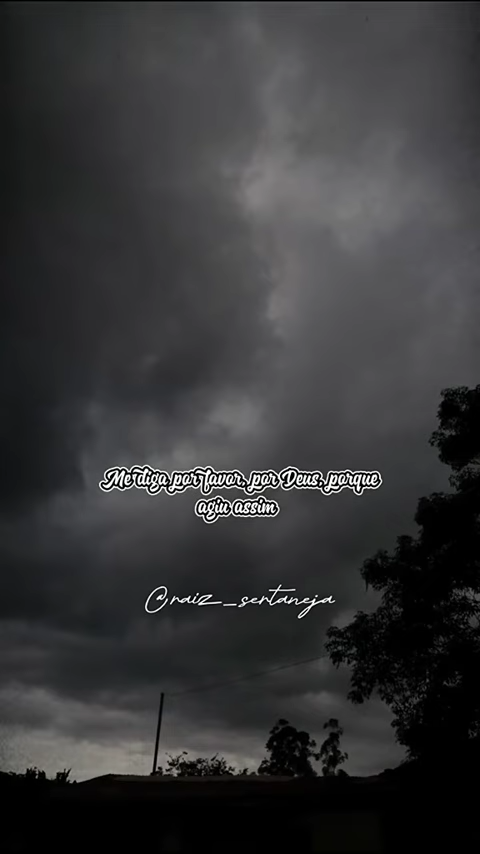 Me diga por favor, por Deus, porque
agiu assim
@raiz_sertaneja